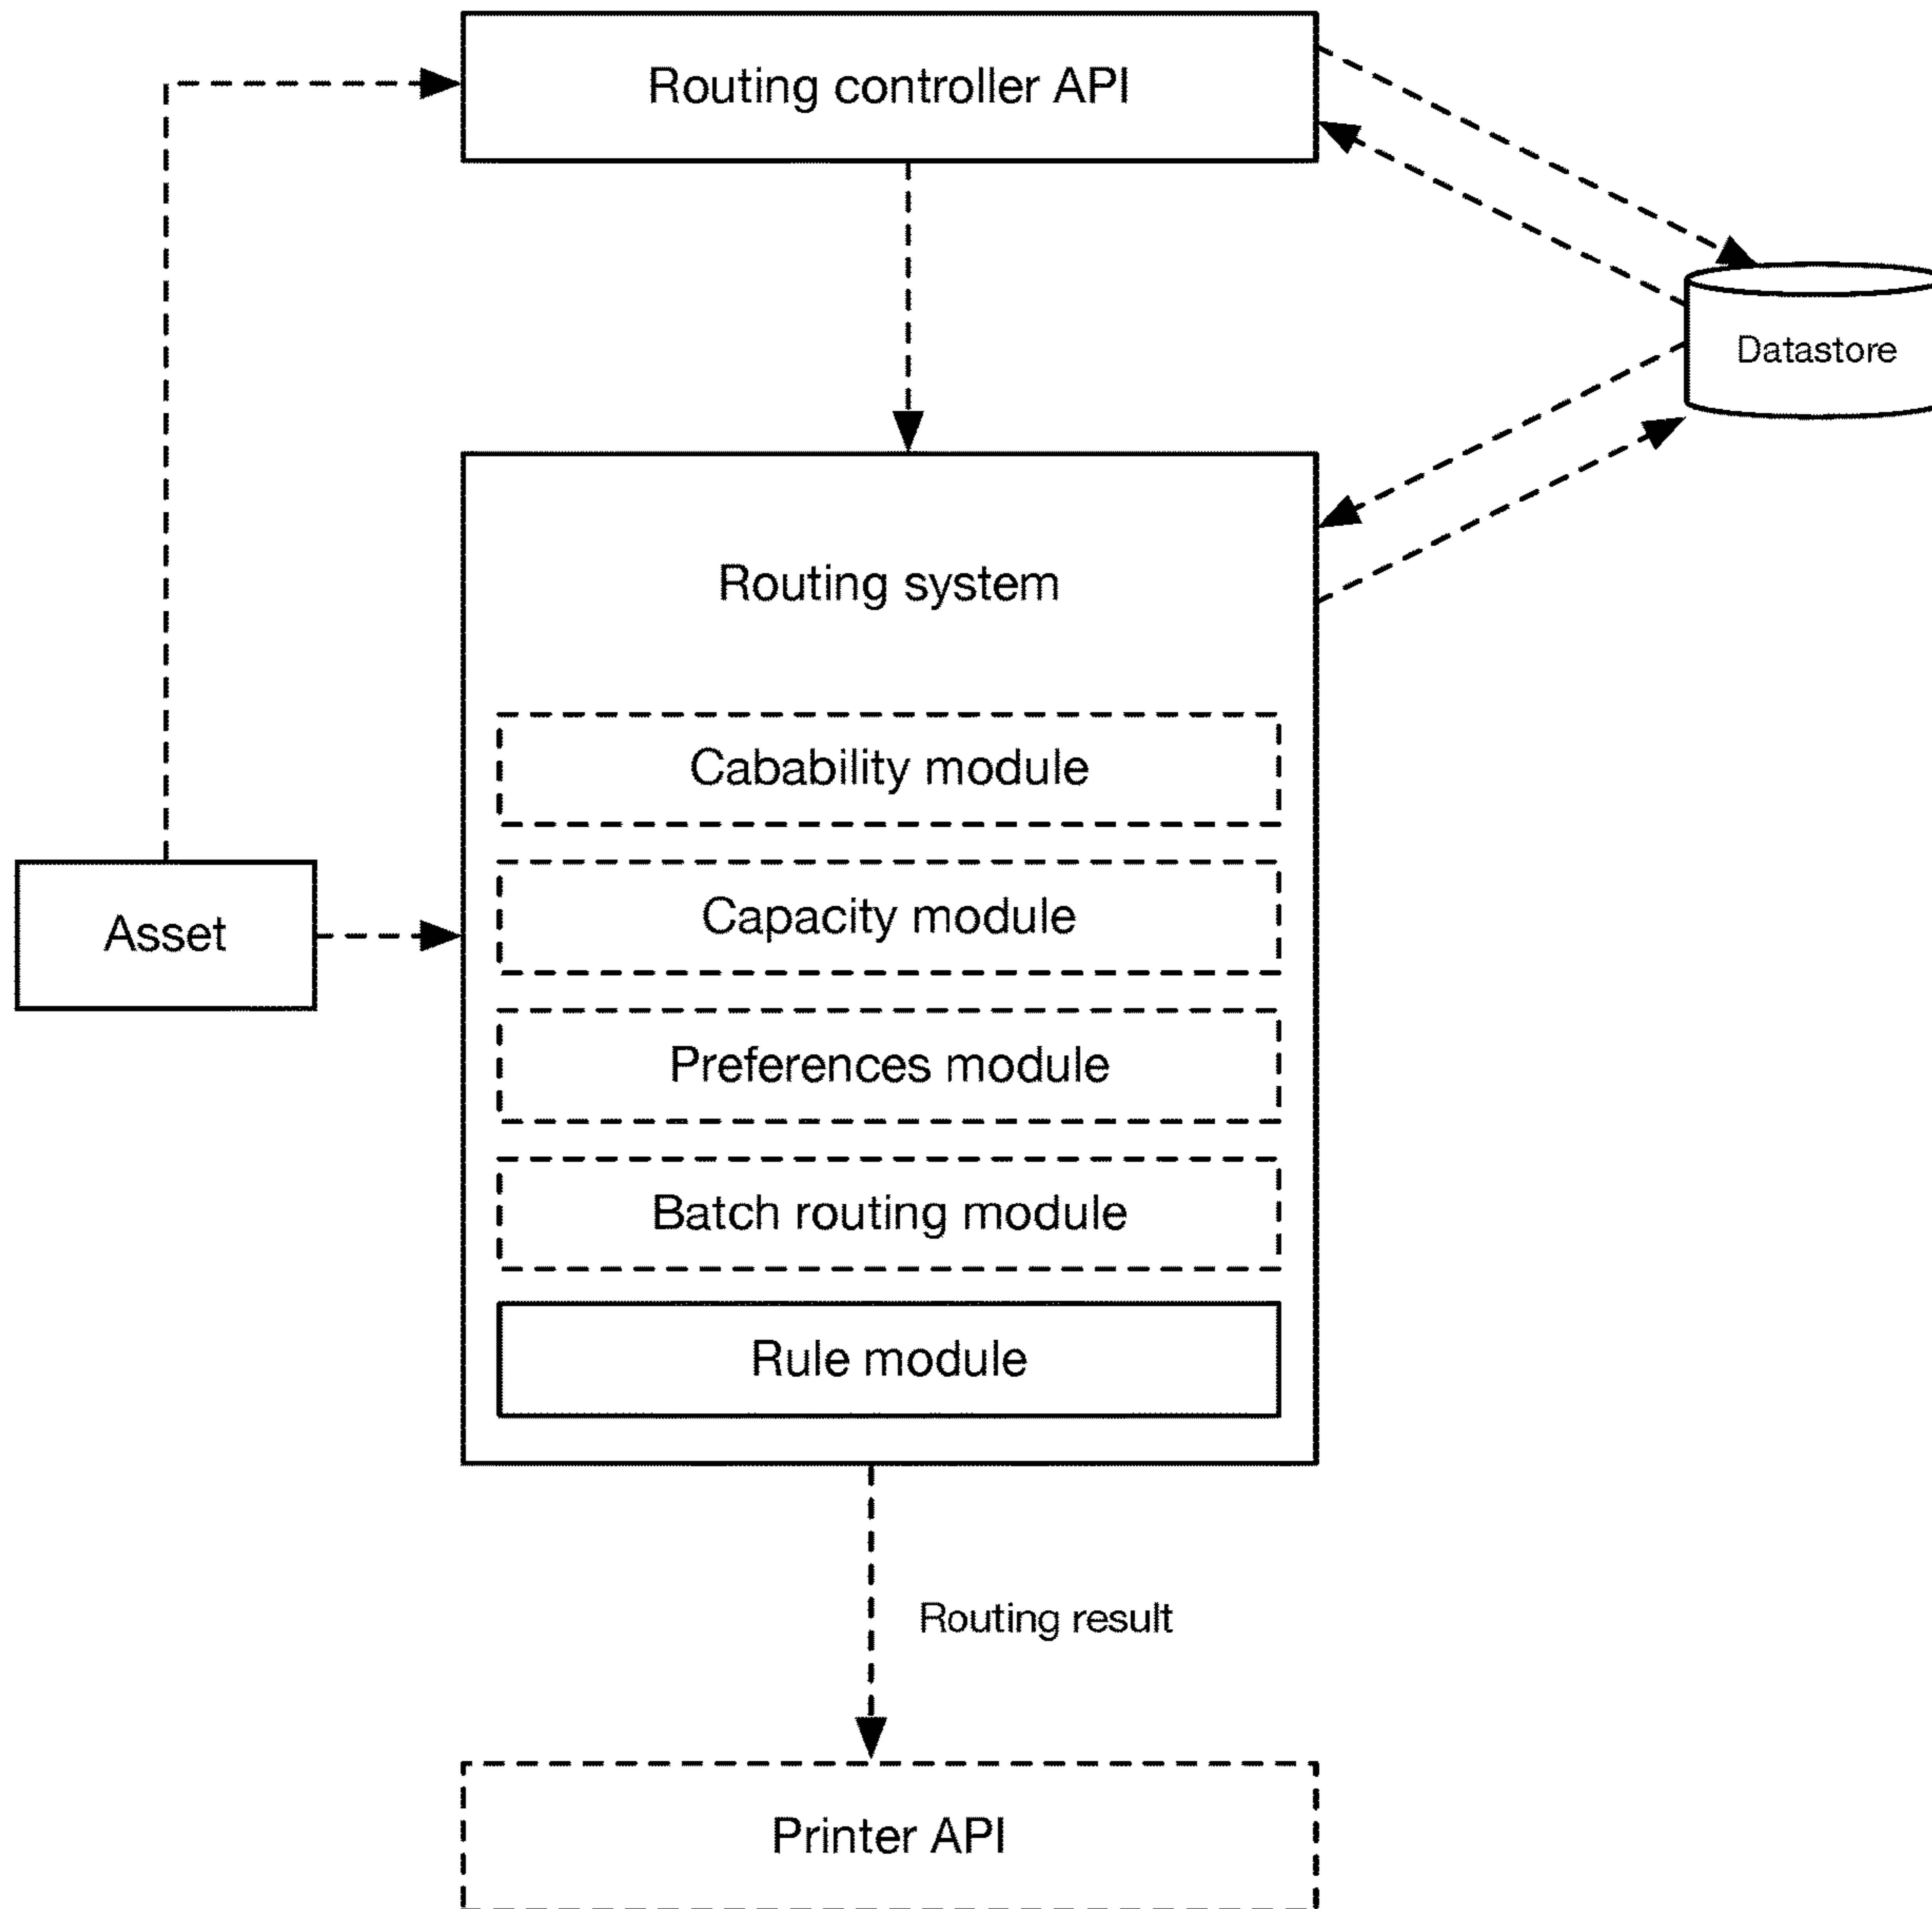 Routing controller API
Datastore
Routing system
Cabability module
Capacity module
Asset
Preferences module
Batch routing module
Rule module
Routing result
Printer API